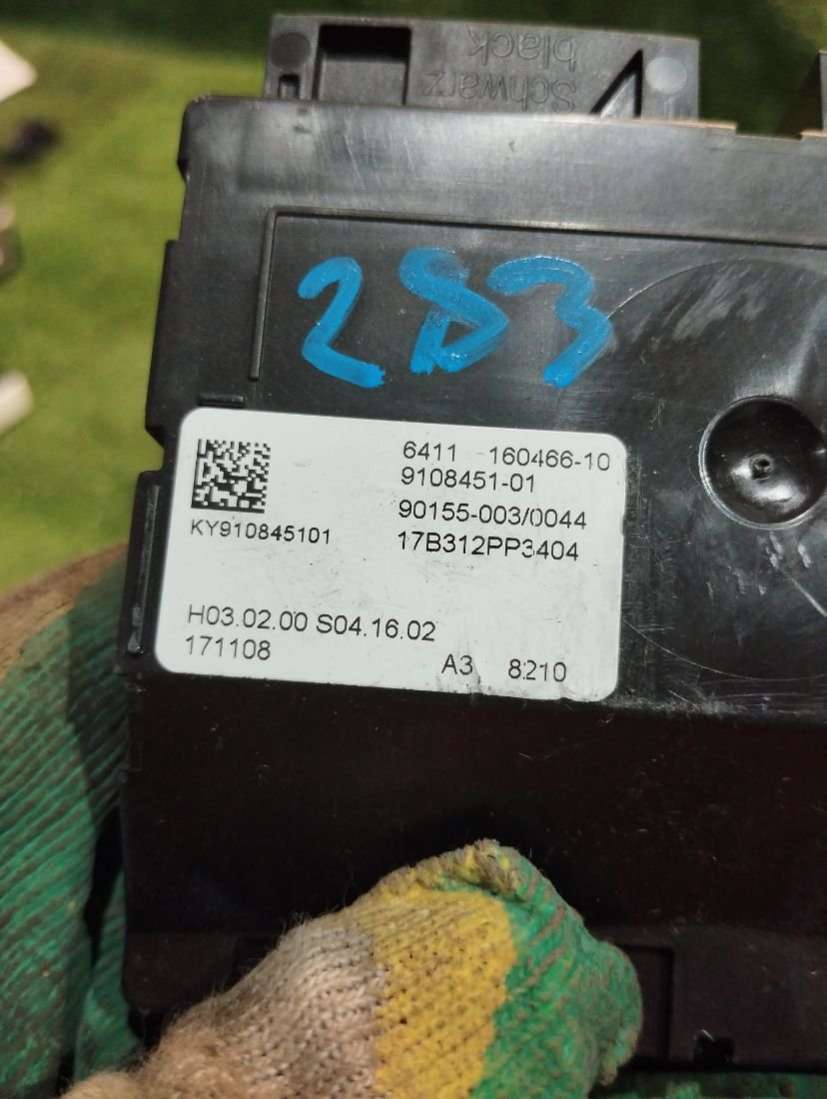 Schwarz
black
283
6411 160466-10
9108451-01
90155-003/0044
KY910845101
17B312PP3404
H03.02.00 S04.16.02
171108
A3 8210